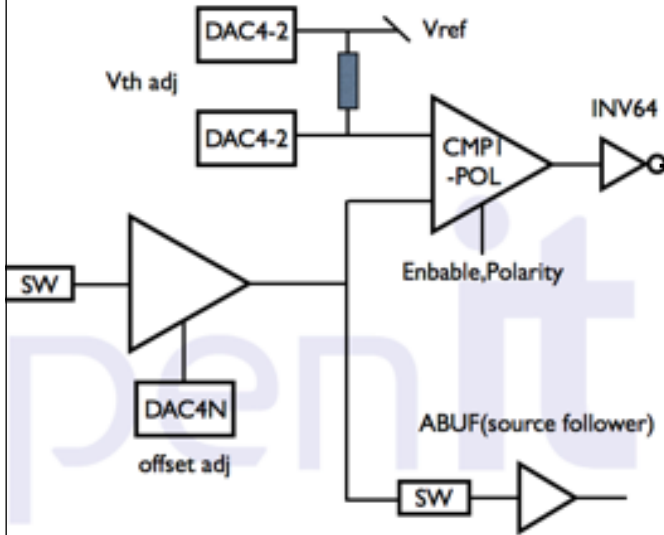 DAC4-2
Vref
Vth adj
DAC4-2
INV64
CMP1
-POL
SW
Enbable,Polarity
DAC4N
offset adj
ABUF(source follower)
SW
penit